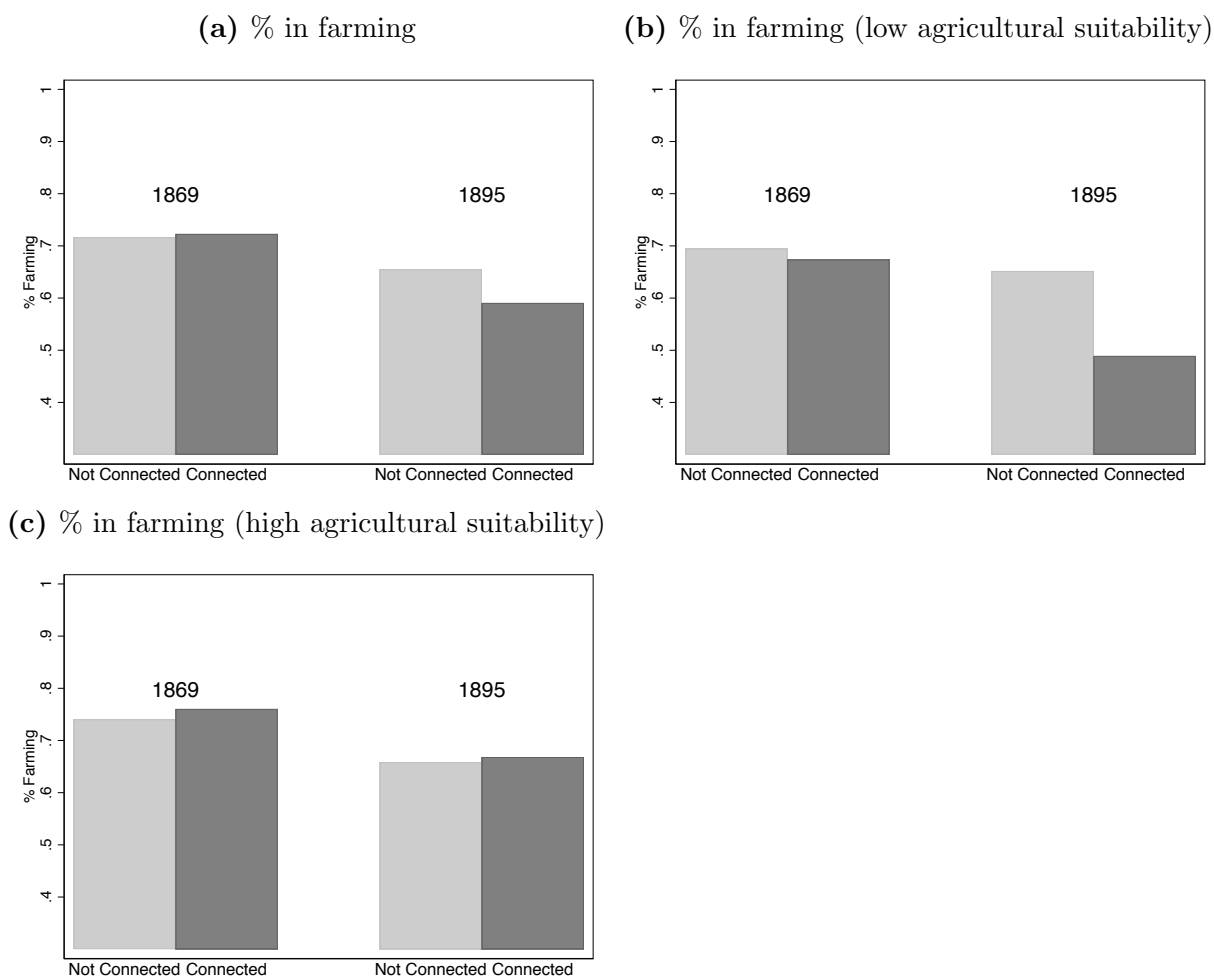 (a) % in farming
1
.9
.8
.7
.6
.5
.4
% Farming
1869
1895
Not Connected Connected
Not Connected Connected
(b) % in farming (low agricultural suitability)
1
.9
.8
.7
.6
.5
.4
% Farming
1869
1895
Not Connected Connected
Not Connected Connected
(c) % in farming (high agricultural suitability)
1
.9
.8
.7
.6
.5
.4
% Farming
1869
1895
Not Connected Connected
Not Connected Connected